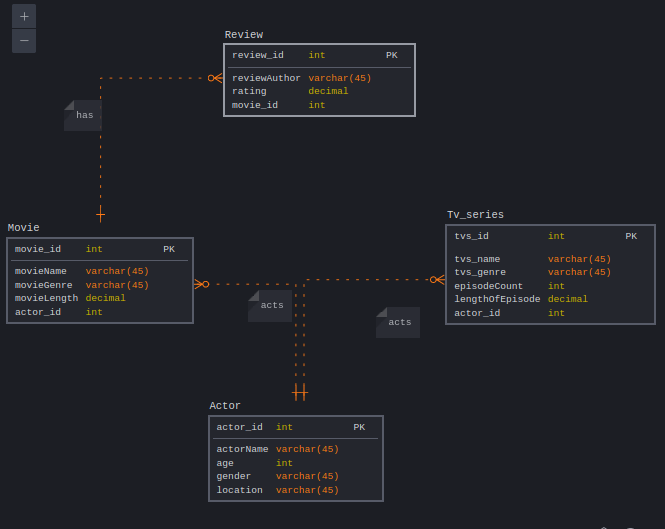 +
−
Review
review_id int PK
reviewAuthor varchar(45)
rating decimal
movie_id int
has
Movie
movie_id int PK
movieName varchar(45)
movieGenre varchar(45)
movieLength decimal
actor_id int
Tv_series
tvs_id int PK
tvs_name varchar(45)
tvs_genre varchar(45)
episodeCount int
lengthOfEpisode decimal
actor_id int
acts
acts
Actor
actor_id int PK
actorName varchar(45)
age int
gender varchar(45)
location varchar(45)